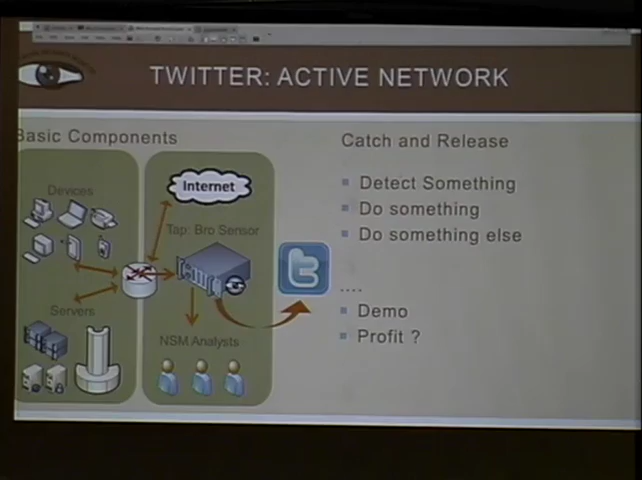 TWITTER: ACTIVE NETWORK
Basic Components
Devices
Servers
Internet
Tap: Bro Sensor
NSM Analysts
t
Catch and Release
Detect Something
Do something
Do something else
....
Demo
Profit ?